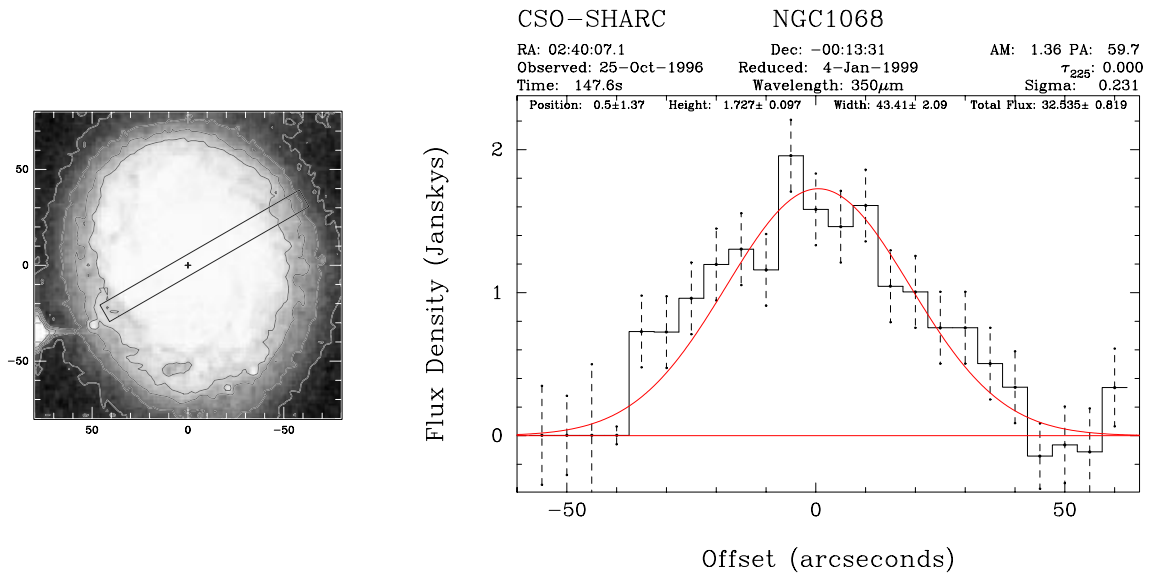 CSO-SHARC NGC1068
RA: 02:40:07.1 Dec: -00:13:31 AM: 1.36 PA: 59.7
Observed: 25-Oct-1996 Reduced: 4-Jan-1999 τ225: 0.000
Time: 147.6s Wavelength: 350μm Sigma: 0.231
Position: 0.5±1.37 Height: 1.727± 0.097 Width: 43.41± 2.09 Total Flux: 32.535± 0.819
50
0
-50
50 0 -50
Flux Density (Janskys)
2
1
0
-50 0 50
Offset (arcseconds)